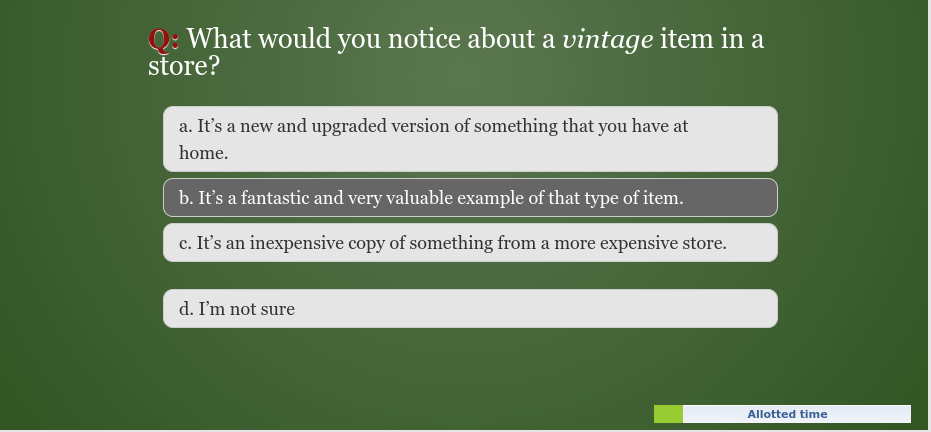 Q: What would you notice about a vintage item in a
store?
a. It’s a new and upgraded version of something that you have at
home.
b. It’s a fantastic and very valuable example of that type of item.
c. It’s an inexpensive copy of something from a more expensive store.
d. I’m not sure
Allotted time